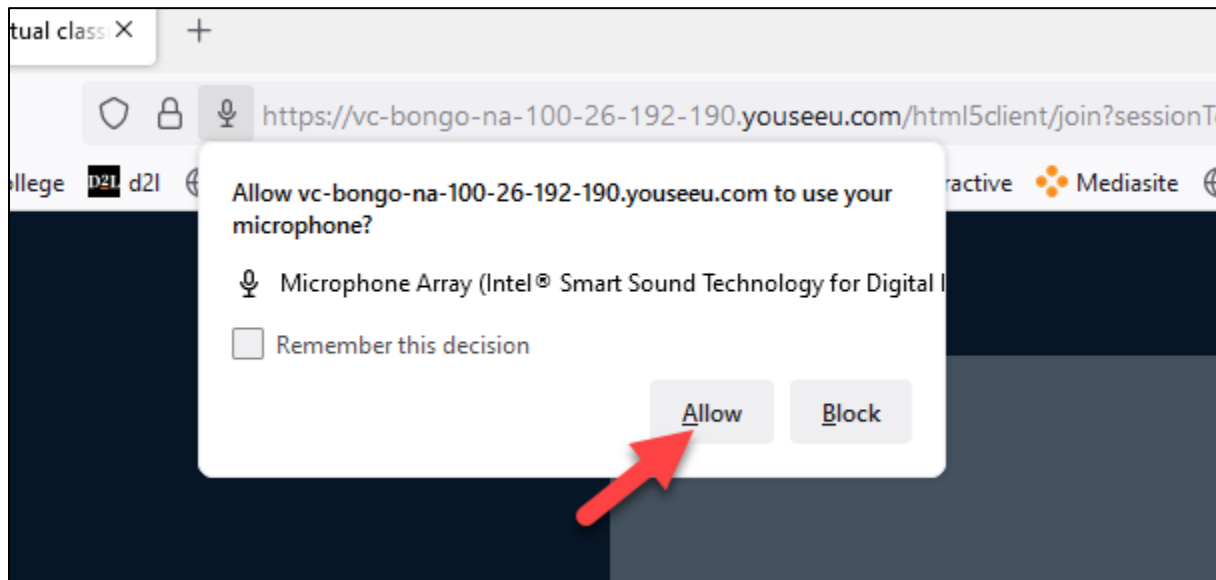 tual class
https://vc-bongo-na-100-26-192-190.youseeu.com/html5client/join?sessionT
llege D2L d2l ractive Mediasite
Allow vc-bongo-na-100-26-192-190.youseeu.com to use your
microphone?
Microphone Array (Intel® Smart Sound Technology for Digital I
Remember this decision
Allow Block